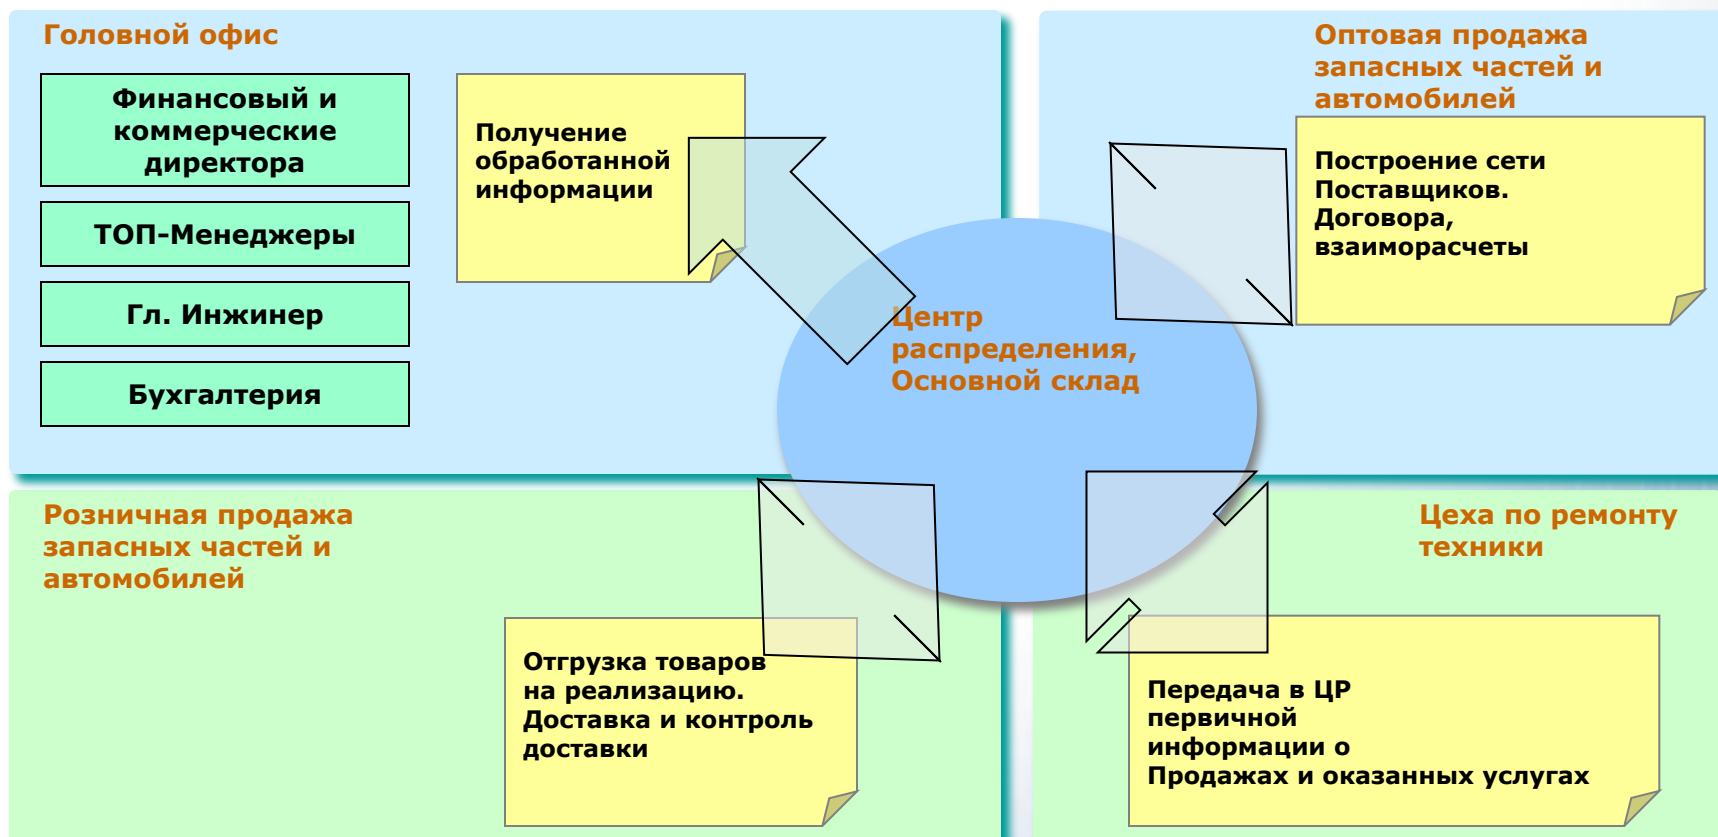 Головной офис
Финансовый и
коммерческие
директора
ТОП-Менеджеры
Гл. Инжинер
Бухгалтерия
Получение
обработанной
информации
Оптовая продажа
запасных частей и
автомобилей
Построение сети
Поставщиков.
Договора,
взаиморасчеты
Центр
распределения,
Основной склад
Розничная продажа
запасных частей и
автомобилей
Отгрузка товаров
на реализацию.
Доставка и контроль
доставки
Цеха по ремонту
техники
Передача в ЦР
первичной
информации о
Продажах и оказанных услугах